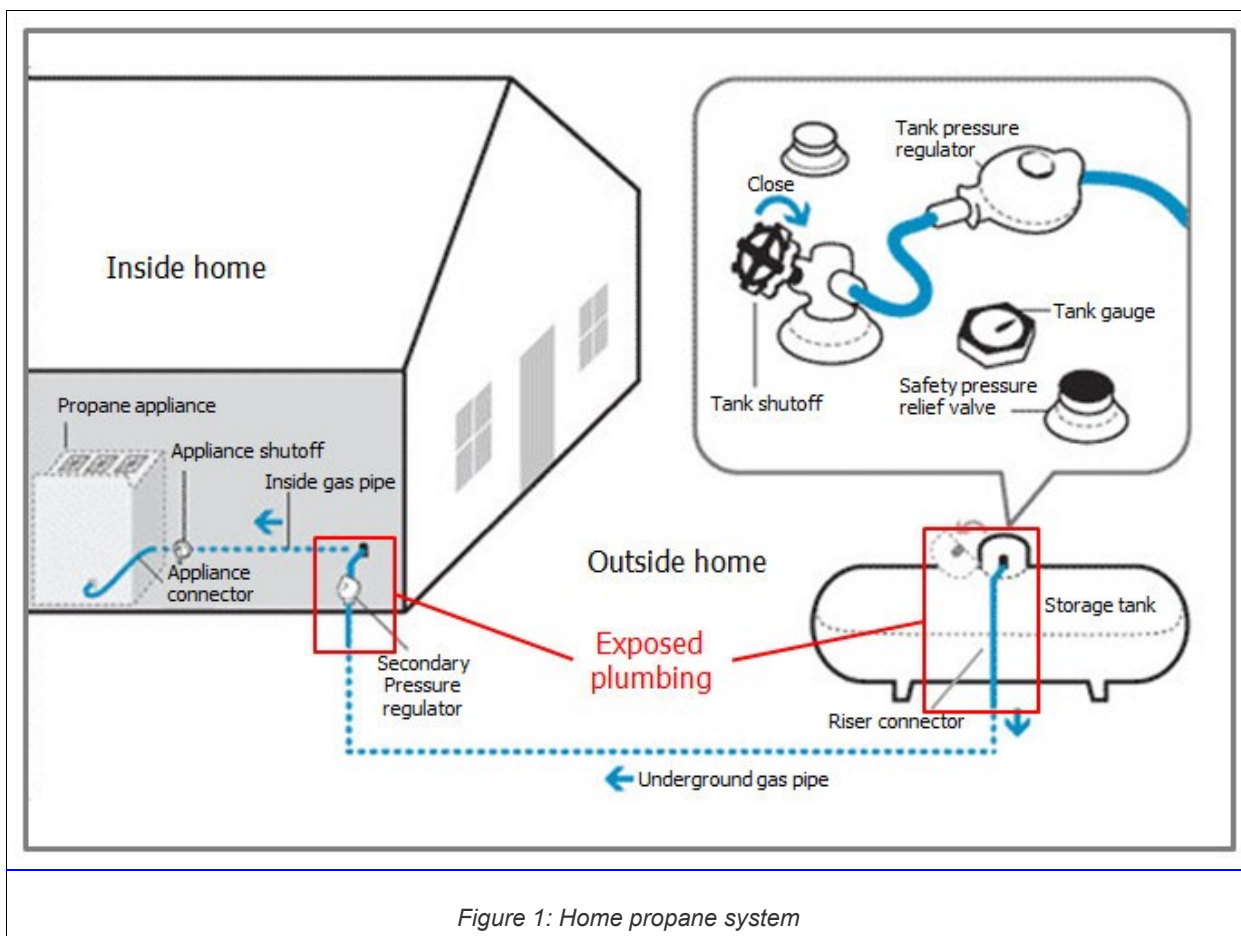 Inside home
Propane appliance
Appliance shutoff
Inside gas pipe
Appliance
connector
Secondary
Pressure
regulator
Exposed
plumbing
Outside home
Underground gas pipe
Riser connector
Storage tank
Close
Tank pressure
regulator
Tank gauge
Tank shutoff
Safety pressure
relief valve
Figure 1: Home propane system